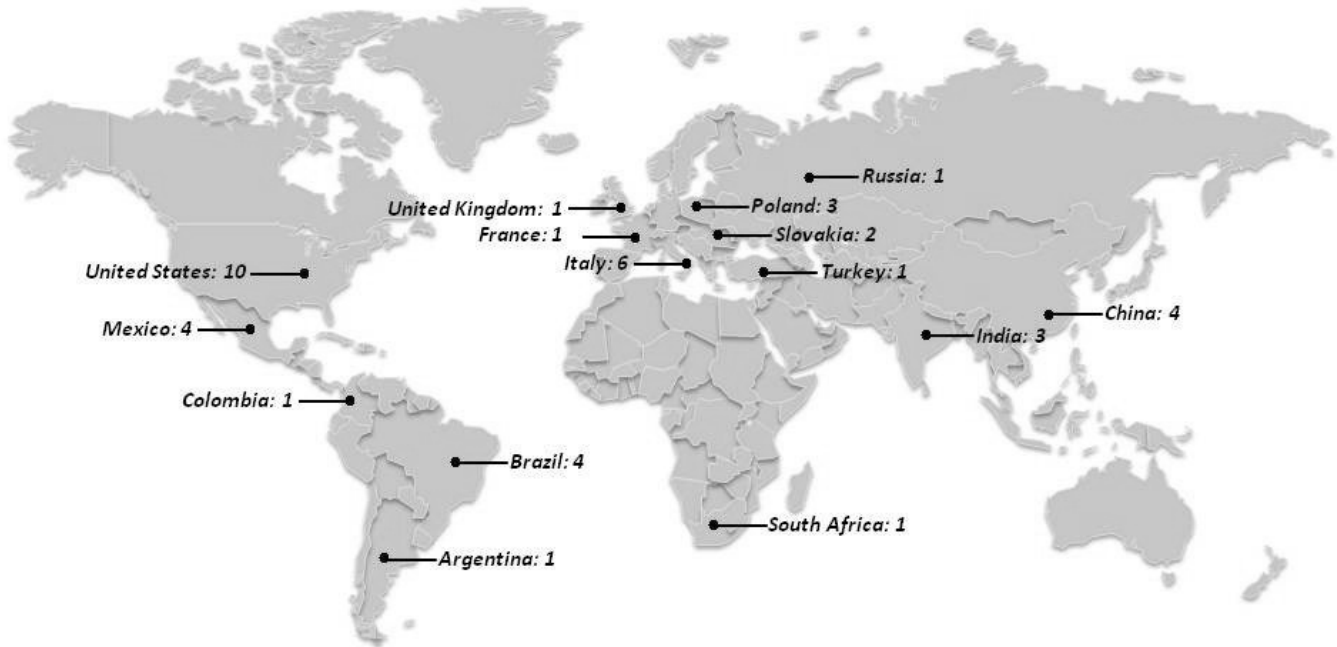 Russia: 1
United Kingdom: 1
Poland: 3
France: 1
Slovakia: 2
Italy: 6
United States: 10
Turkey: 1
China: 4
Mexico: 4
India: 3
Colombia: 1
Brazil: 4
South Africa: 1
Argentina: 1